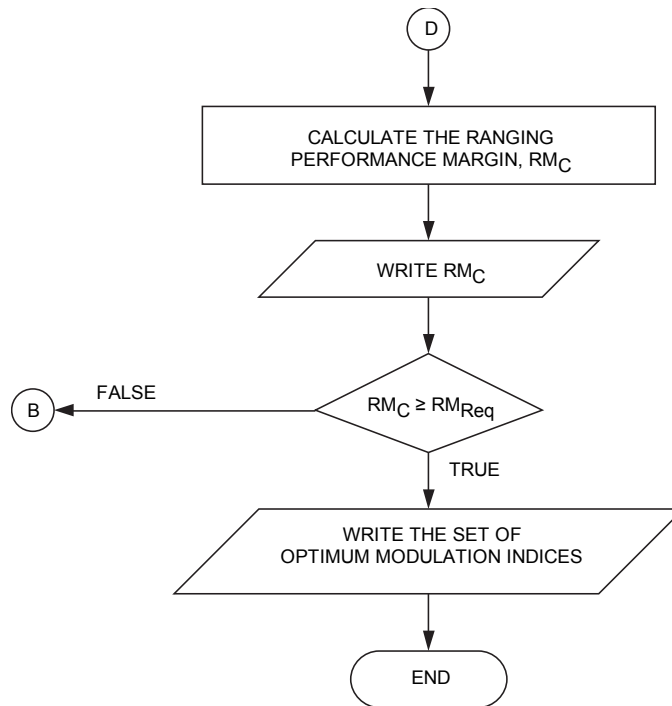 D
CALCULATE THE RANGING
PERFORMANCE MARGIN, RMC
WRITE RMC
FALSE
B
RMC ≥ RMReq
TRUE
WRITE THE SET OF
OPTIMUM MODULATION INDICES
END